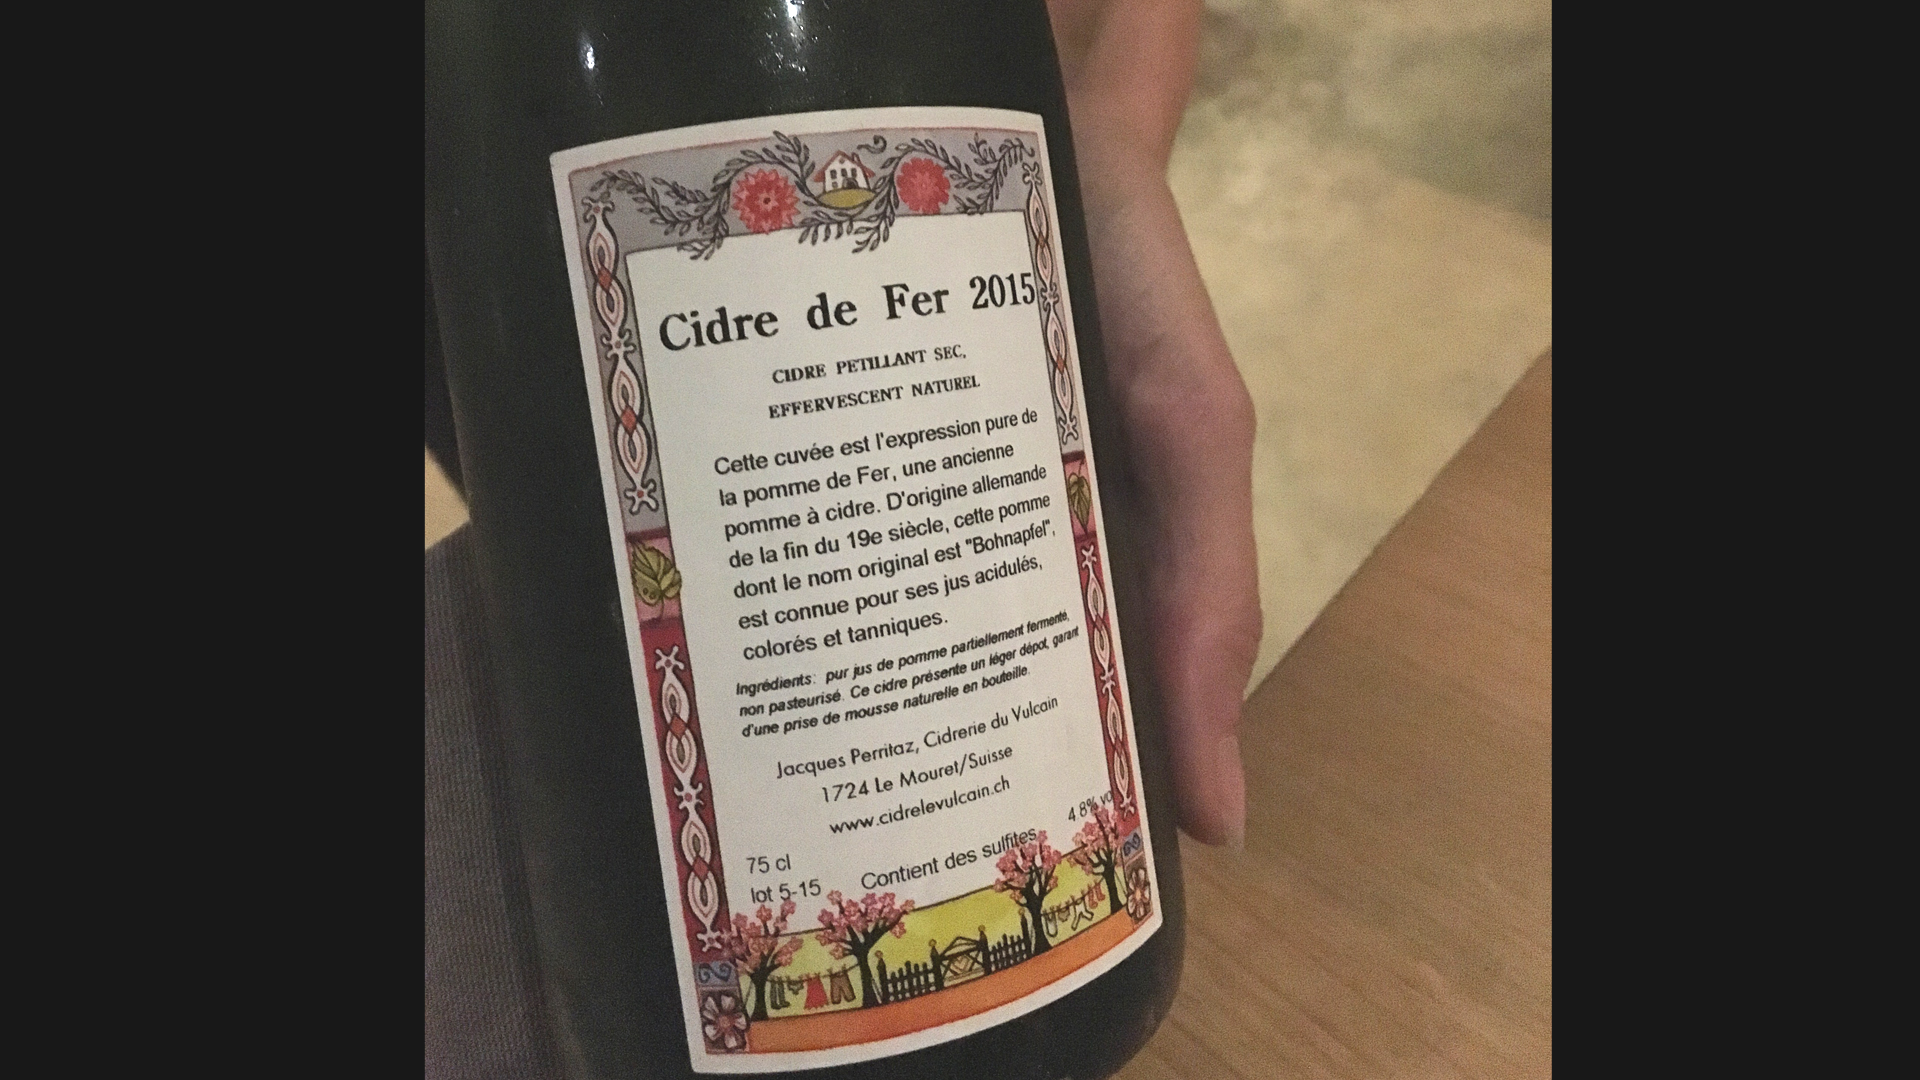 Cidre de Fer 2015
CIDRE PETILLANT SEC,
EFFERVESCENT NATUREL
Cette cuvée est l'expression pure de
la pomme de Fer, une ancienne
pomme à cidre. D'origine allemande
de la fin du 19e siècle, cette pomme
dont le nom original est "Bohnapfel",
est connue pour ses jus acidulés,
colorés et tanniques.
Ingrédients: pur jus de pomme partiellement fermenté,
non pasteurisé. Ce cidre présente un léger dépot, garant
d'une prise de mousse naturelle en bouteille.
Jacques Perritaz, Cidrerie du Vulcain
1724 Le Mouret/Suisse
www.cidrelevulcain.ch
4.8% vol
75 cl
lot 5-15
Contient des sulfites